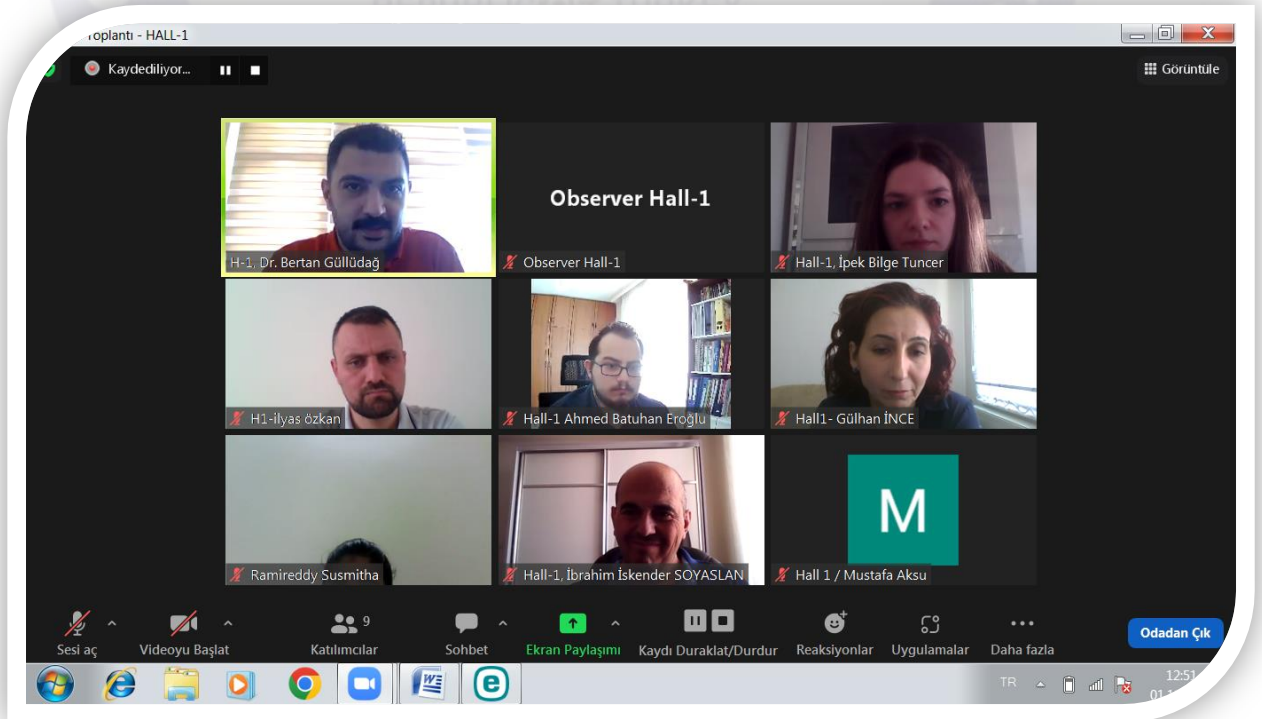 Toplantı - HALL-1
Kaydediliyor...
Görüntüle
H-1, Dr. Bertan Güllüdağ
Observer Hall-1
Observer Hall-1
Hall-1, İpek Bilge Tuncer
H1-ilyas özkan
Hall-1 Ahmed Batuhan Eroğlu
Hall1- Gülhan İNCE
Ramireddy Susmitha
Hall-1, İbrahim İskender SOYASLAN
M
Hall 1 / Mustafa Aksu
9
Sesi aç
Videoyu Başlat
Katılımcılar
Sohbet
Ekran Paylaşımı
Kaydı Duraklat/Durdur
Reaksiyonlar
Uygulamalar
Daha fazla
Odadan Çık
TR
12:51